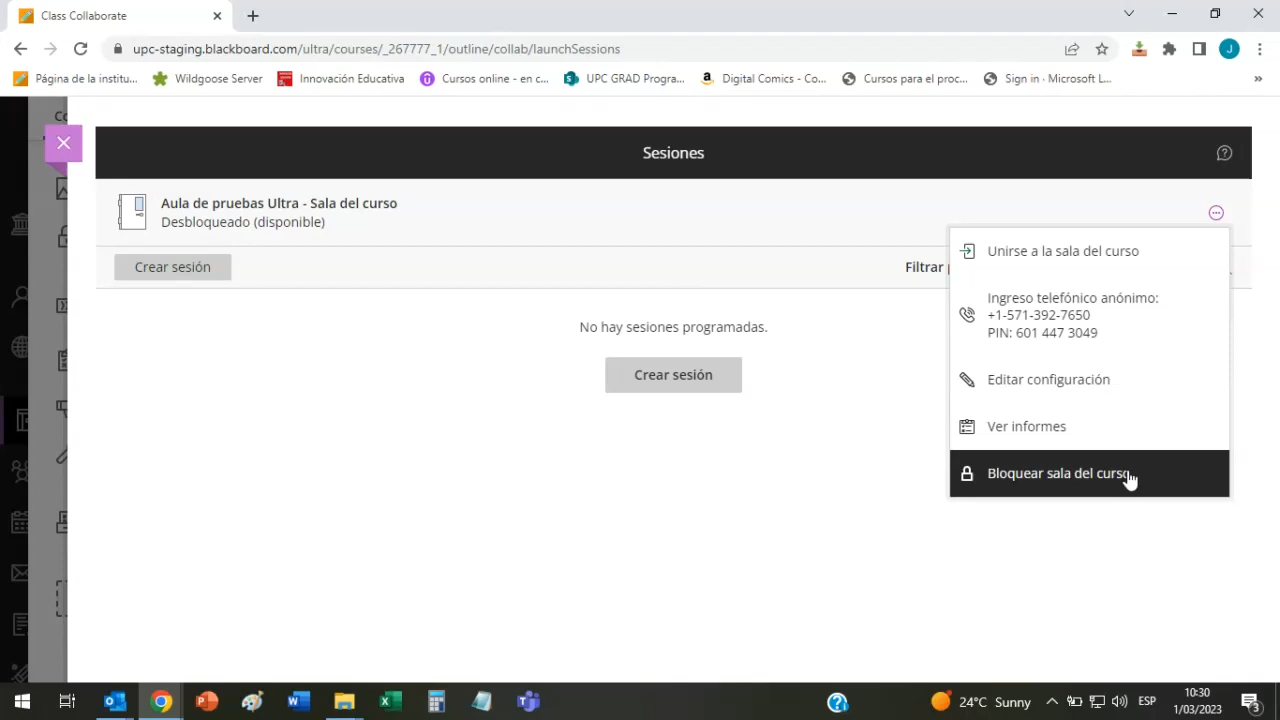 Class Collaborate
upc-staging.blackboard.com/ultra/courses/_267777_1/outline/collab/launchSessions
J
Página de la institu...
Wildgoose Server
Innovación Educativa
Cursos online - en c...
UPC GRAD Progra...
Digital Comics - Co...
Cursos para el proc...
Sign in · Microsoft L...
»
Sesiones
Aula de pruebas Ultra - Sala del curso
Desbloqueado (disponible)
Crear sesión
Filtrar
Unirse a la sala del curso
Ingreso telefónico anónimo:
+1-571-392-7650
PIN: 601 447 3049
No hay sesiones programadas.
Crear sesión
Editar configuración
Ver informes
Bloquear sala del curso
24°C Sunny
ESP
10:30
1/03/2023
3